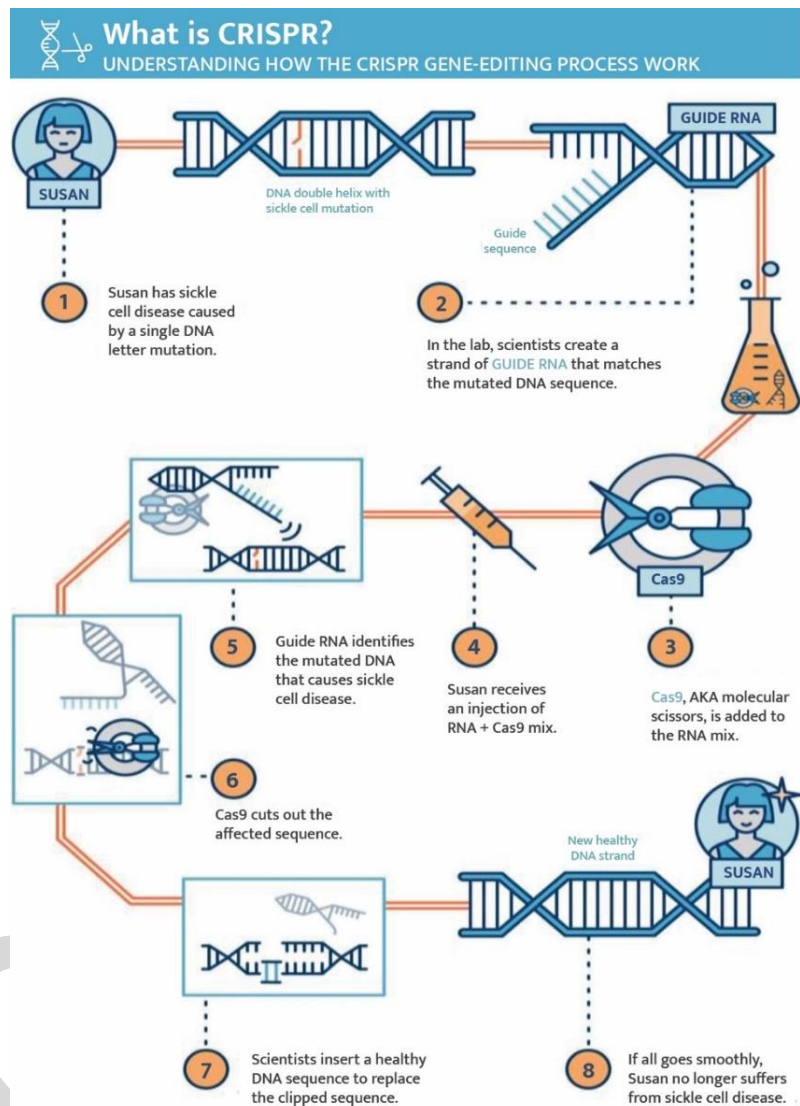 What is CRISPR?
UNDERSTANDING HOW THE CRISPR GENE-EDITING PROCESS WORK
SUSAN
DNA double helix with
sickle cell mutation
GUIDE RNA
Guide
sequence
1
Susan has sickle
cell disease caused
by a single DNA
letter mutation.
2
In the lab, scientists create a
strand of GUIDE RNA that matches
the mutated DNA sequence.
Cas9
3
Cas9, AKA molecular
scissors, is added to
the RNA mix.
4
Susan receives
an injection of
RNA + Cas9 mix.
5
Guide RNA identifies
the mutated DNA
that causes sickle
cell disease.
6
Cas9 cuts out the
affected sequence.
7
Scientists insert a healthy
DNA sequence to replace
the clipped sequence.
New healthy
DNA strand
SUSAN
8
If all goes smoothly,
Susan no longer suffers
from sickle cell disease.